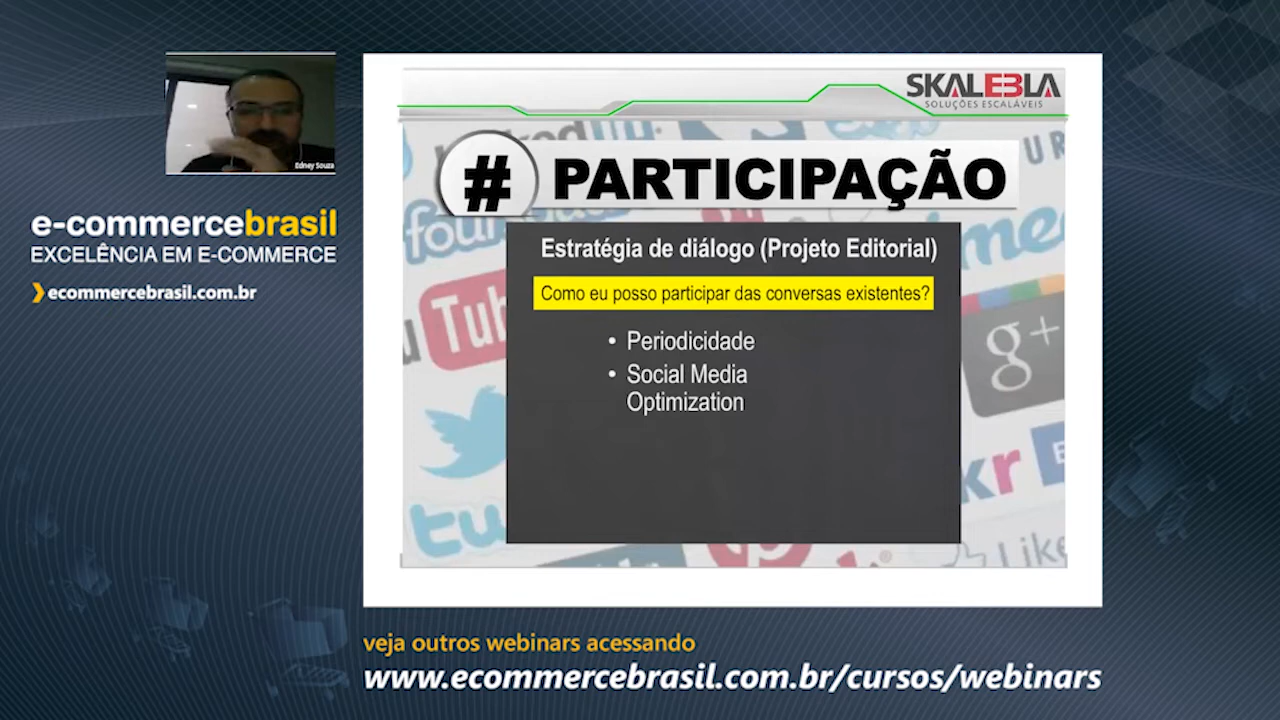 Edney Souza
e-commercebrasil
EXCELÊNCIA EM E-COMMERCE
ecommercebrasil.com.br
SKALEBLA
SOLUÇÕES ESCALÁVEIS
# PARTICIPAÇÃO
Estratégia de diálogo (Projeto Editorial)
Como eu posso participar das conversas existentes?
• Periodicidade
• Social Media
Optimization
Tub
g+
Like
veja outros webinars acessando
www.ecommercebrasil.com.br/cursos/webinars